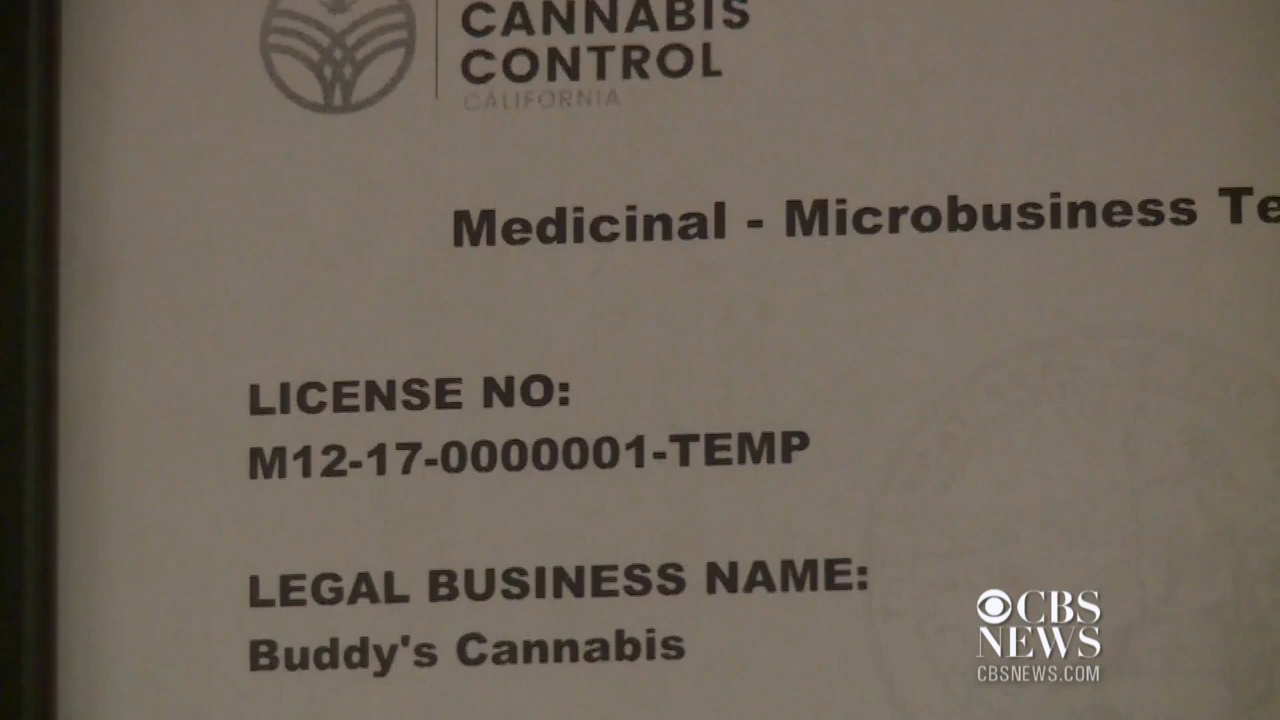 CANNABIS
CONTROL
CALIFORNIA
Medicinal - Microbusiness Te
LICENSE NO:
M12-17-0000001-TEMP
LEGAL BUSINESS NAME:
Buddy's Cannabis
CBS
NEWS
CBSNEWS.COM